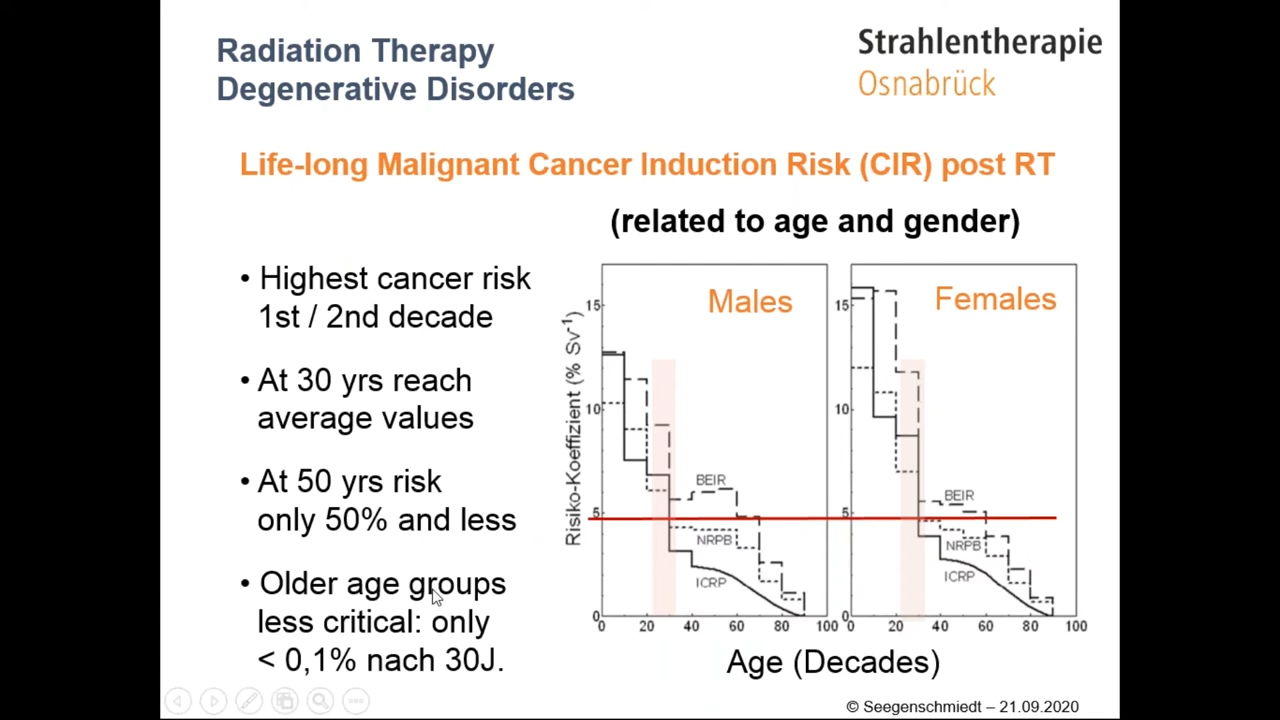 Radiation Therapy
Degenerative Disorders
Strahlentherapie
Osnabrück
Life-long Malignant Cancer Induction Risk (CIR) post RT
(related to age and gender)
• Highest cancer risk
1st / 2nd decade
• At 30 yrs reach
average values
• At 50 yrs risk
only 50% and less
• Older age groups
less critical: only
< 0,1% nach 30J.
Risiko-Koeffizient (% Sv⁻¹)
Males
15
10
5
0
BEIR
NRPB
ICRP
0 20 40 60 80 100
Females
15
10
5
0
BEIR
NRPB
ICRP
0 20 40 60 80 100
Age (Decades)
© Seegenschmiedt – 21.09.2020